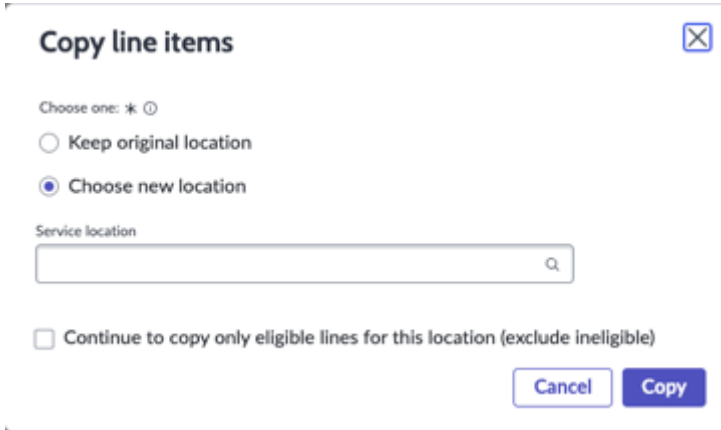 Copy line items
Choose one: *
Keep original location
Choose new location
Service location
Continue to copy only eligible lines for this location (exclude ineligible)
Cancel
Copy